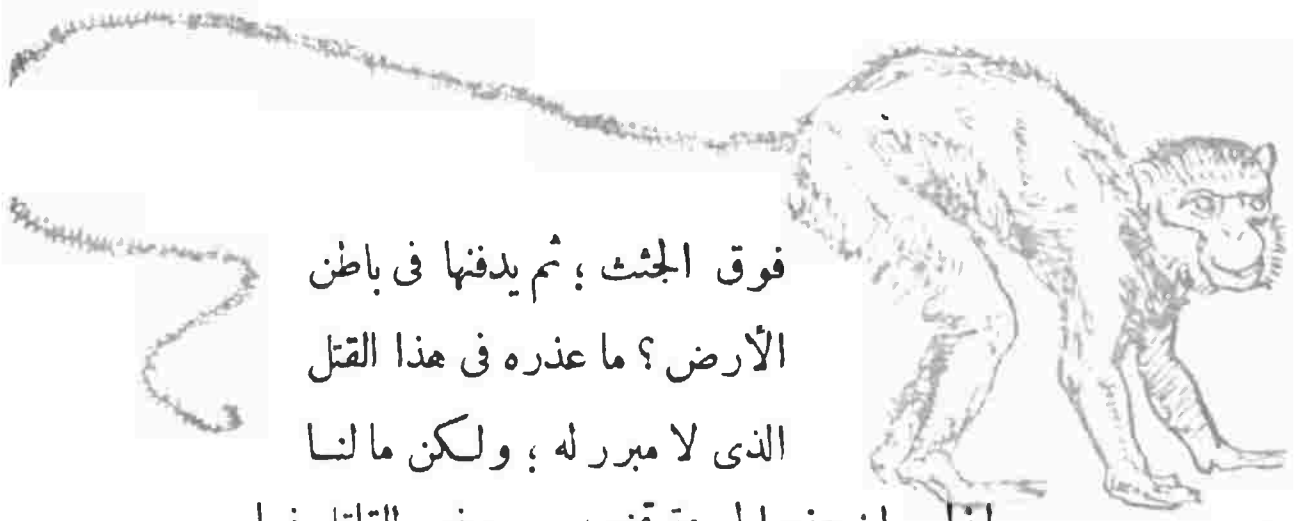 فوق الجثث ؛ ثم يدفنها فى باطن
الأرض ؟ ما عذره فى هذا القتل
الذى لا مبرر له ؛ ولكن ما لنا
القاتل